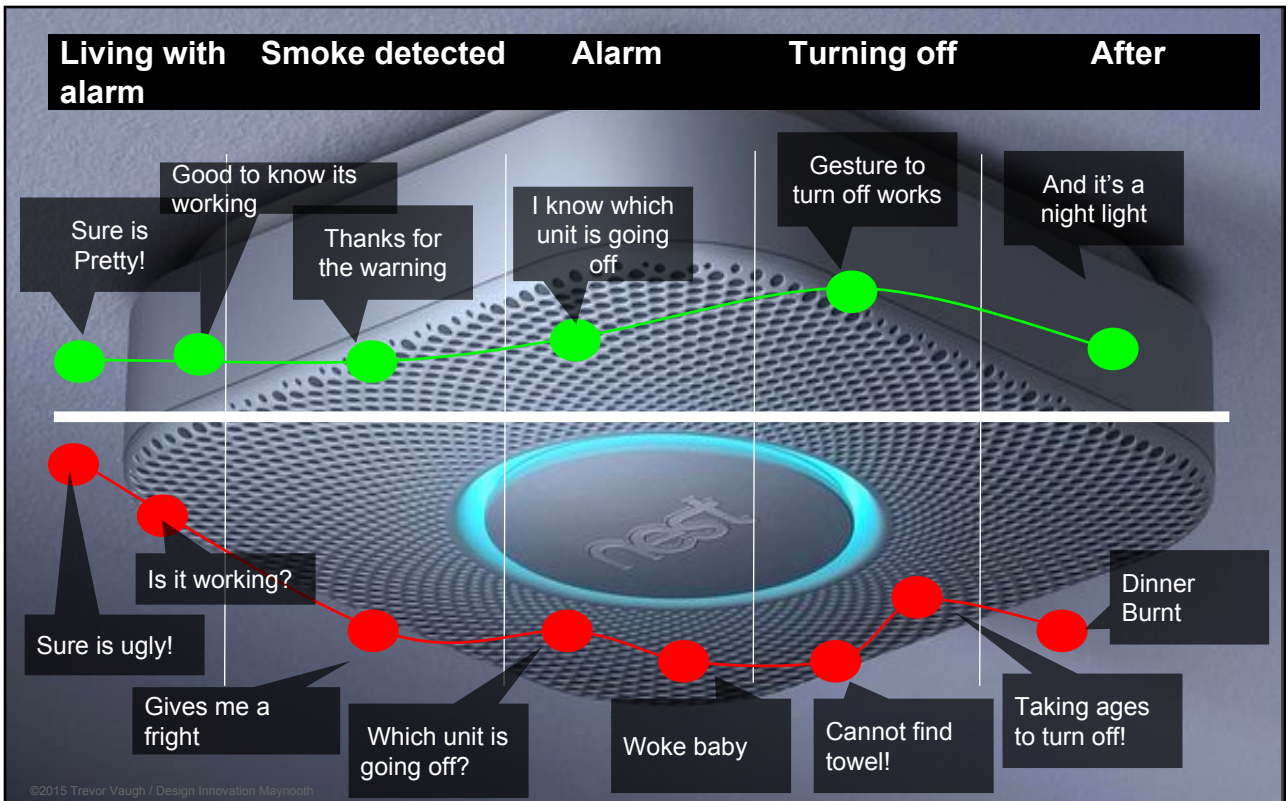 Living with
alarm
Smoke detected
Alarm
Turning off
After
Good to know its
working
Sure is
Pretty!
Thanks for
the warning
I know which
unit is going
off
Gesture to
turn off works
And it's a
night light
nest
Is it working?
Sure is ugly!
Gives me a
fright
Which unit is
going off?
Woke baby
Cannot find
towel!
Taking ages
to turn off!
Dinner
Burnt
©2015 Trevor Vaugh / Design Innovation Maynooth